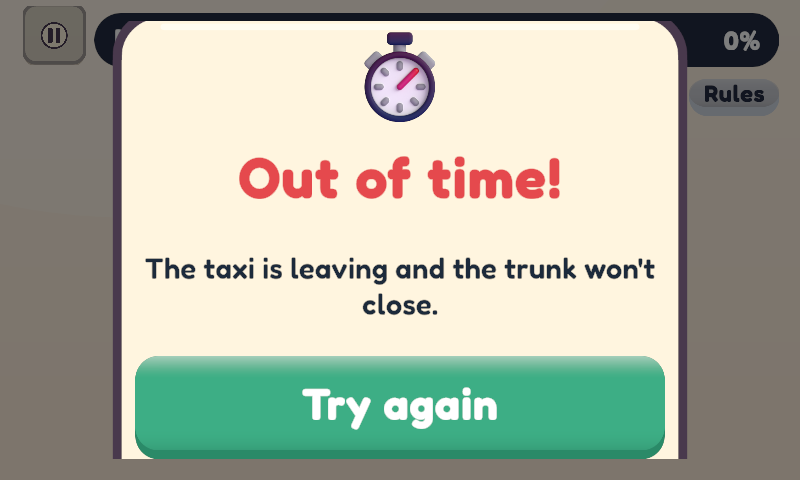 0%
Rules
Out of time!
The taxi is leaving and the trunk won't
close.
Try again